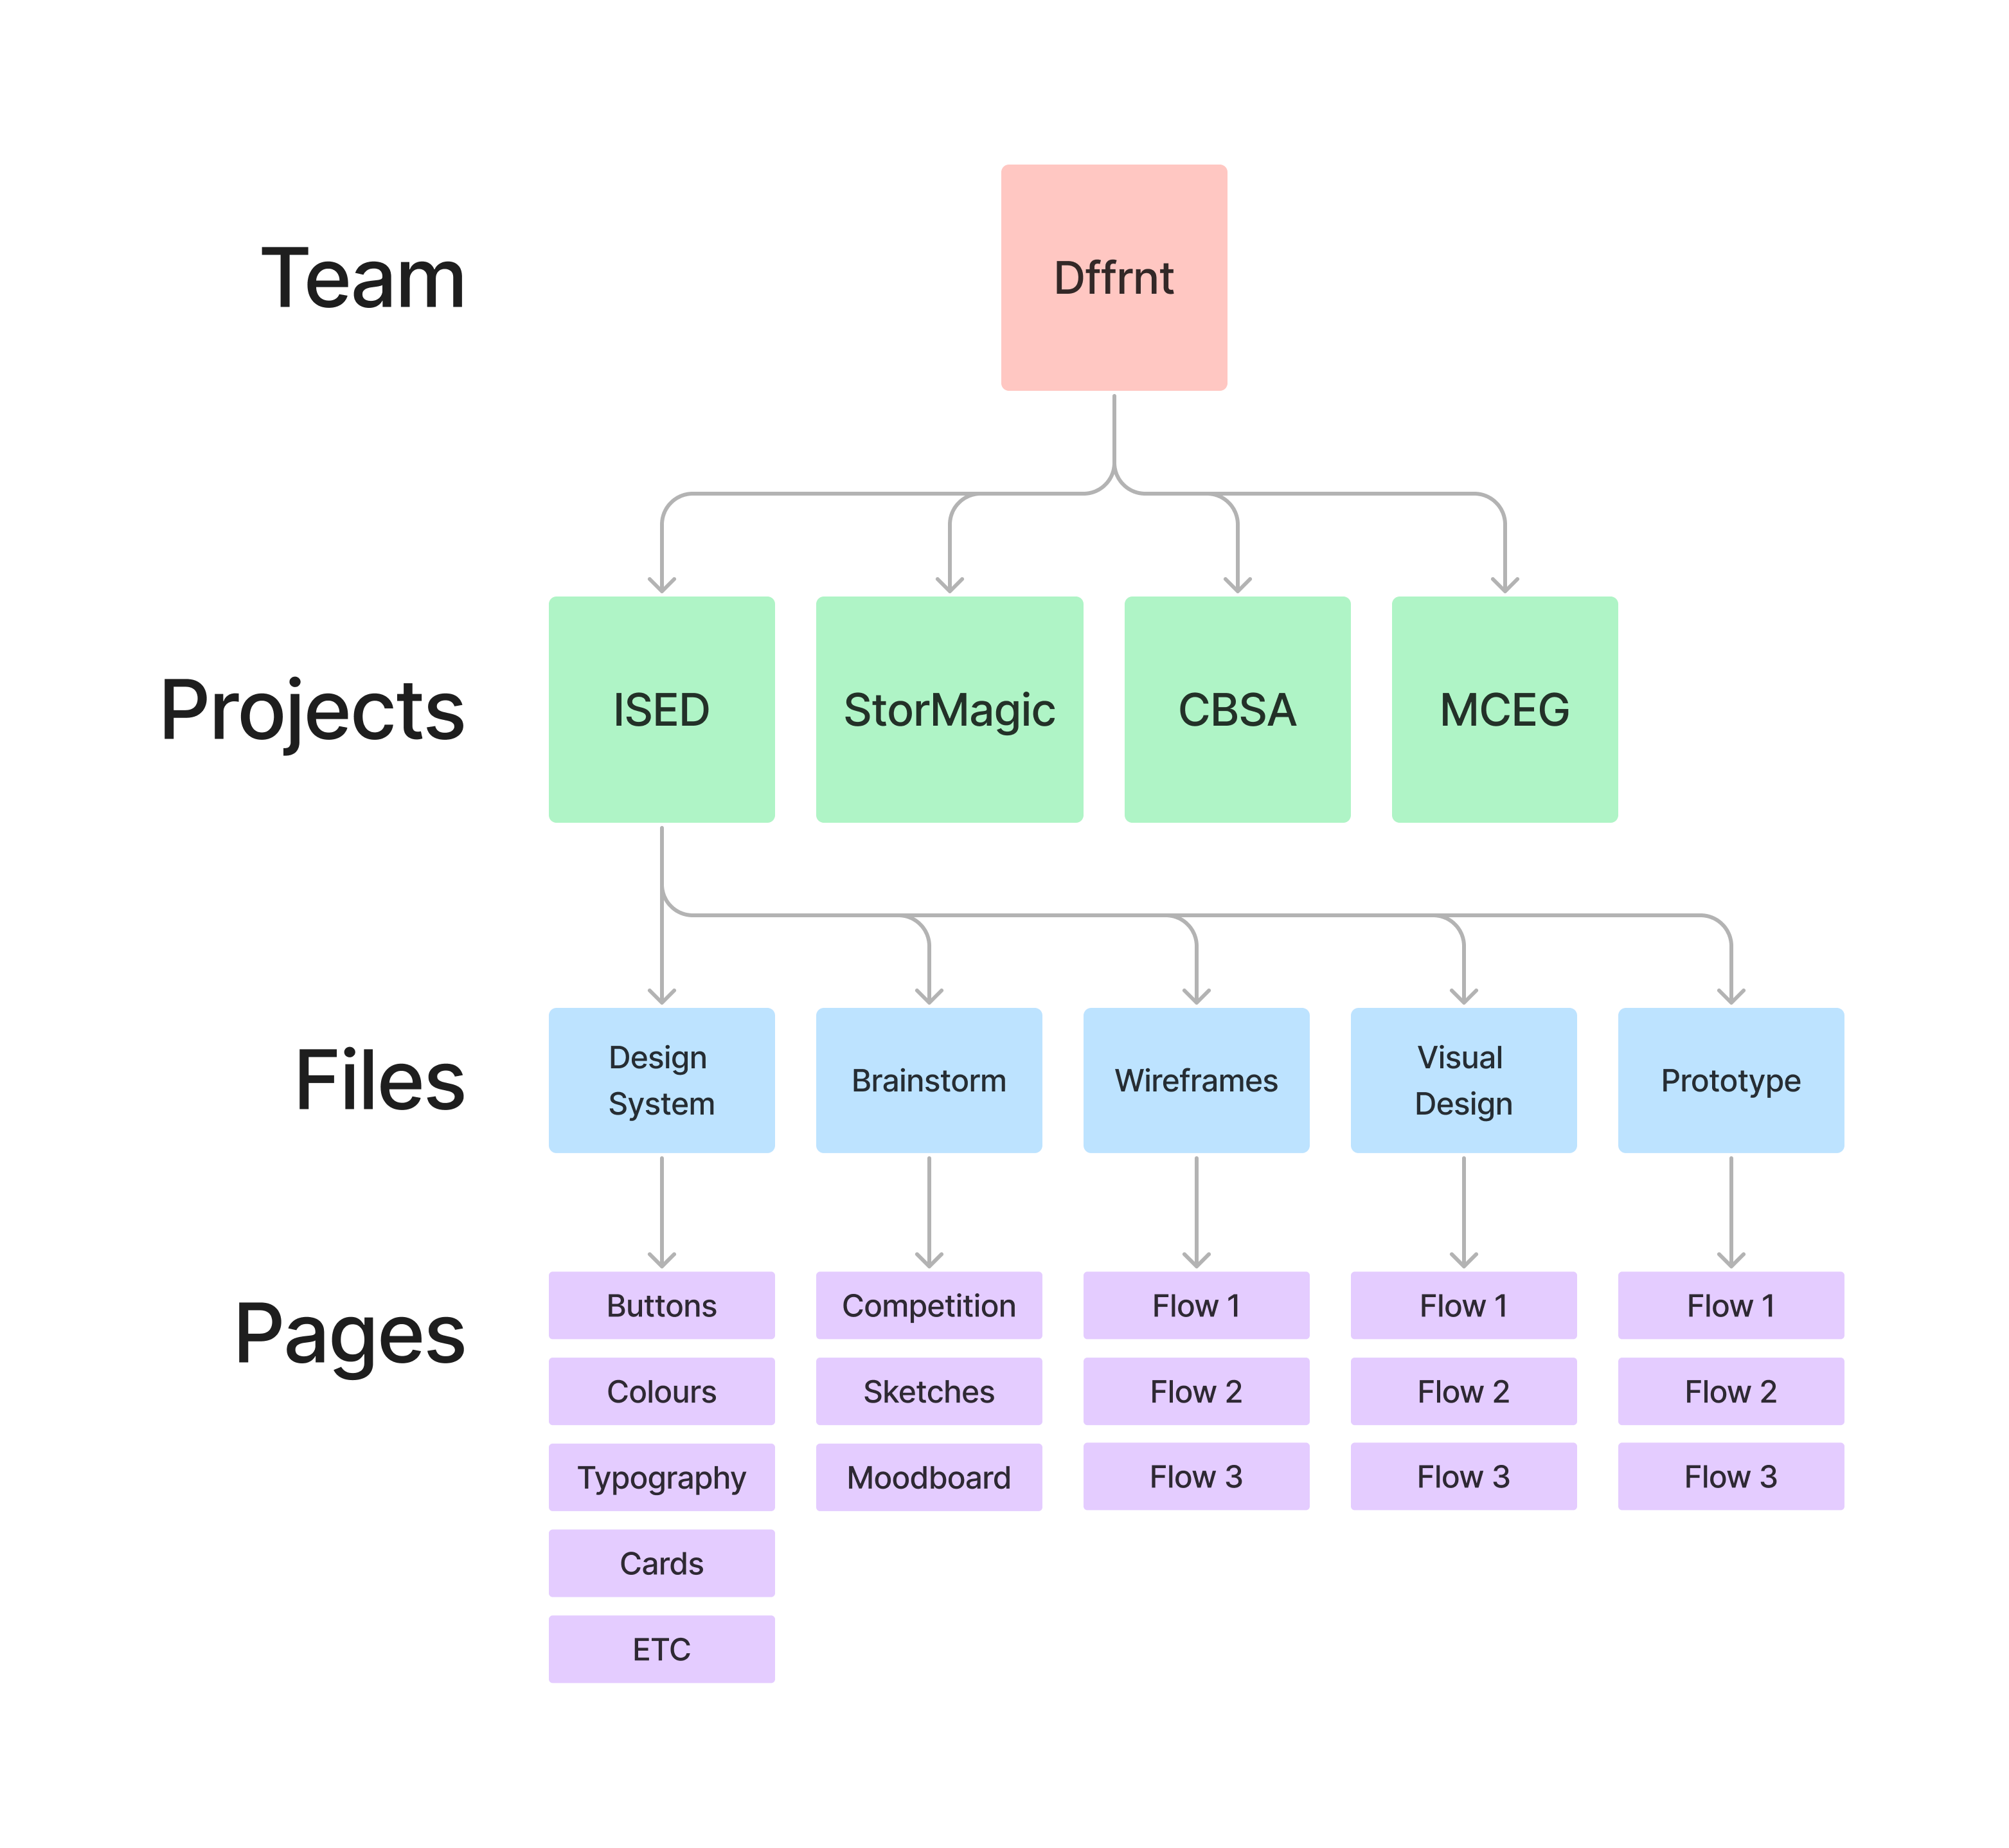 Team
Dffrnt
Projects
ISED
StorMagic
CBSA
MCEG
Files
Design
System
Brainstorm
Wireframes
Visual
Design
Prototype
Pages
Buttons
Competition
Flow 1
Flow 1
Flow 1
Colours
Sketches
Flow 2
Flow 2
Flow 2
Typography
Moodboard
Flow 3
Flow 3
Flow 3
Cards
ETC